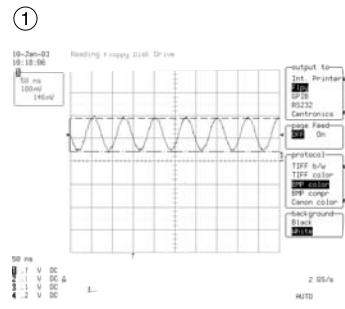 1
10-Jan-03
10:18:06
Reading Floppy Disk Drive
50 ns
100mV
146mV
output to
Int. Printer
Flpy
GPIB
RS232
Centronics
page Feed
Off On
protocol
TIFF b/w
TIFF color
BMP color
BMP compr
Canon color
background
Black
White
50 ns
1 .1 V DC
2 .1 V DC
3 .1 V DC
4 .2 V DC
AUTO